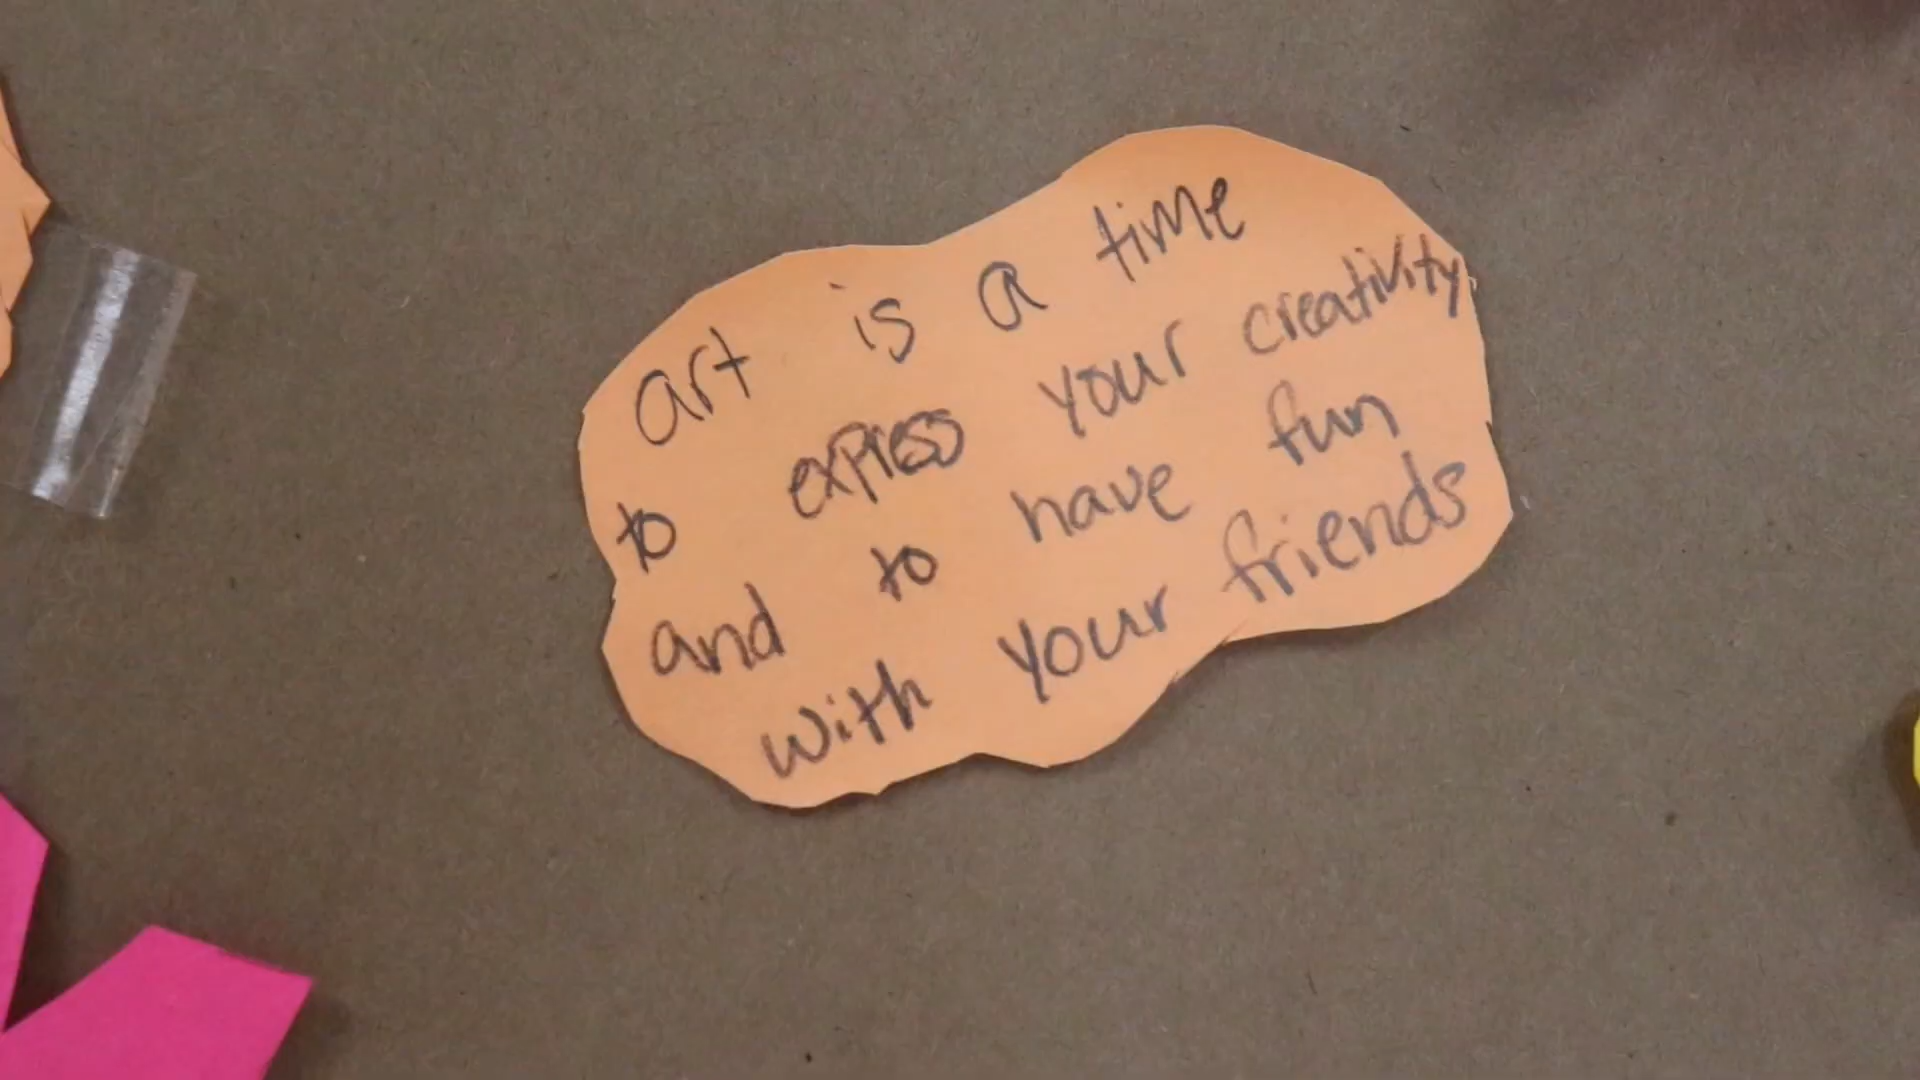 art is a time
to express your creativity
and to have fun
with your friends